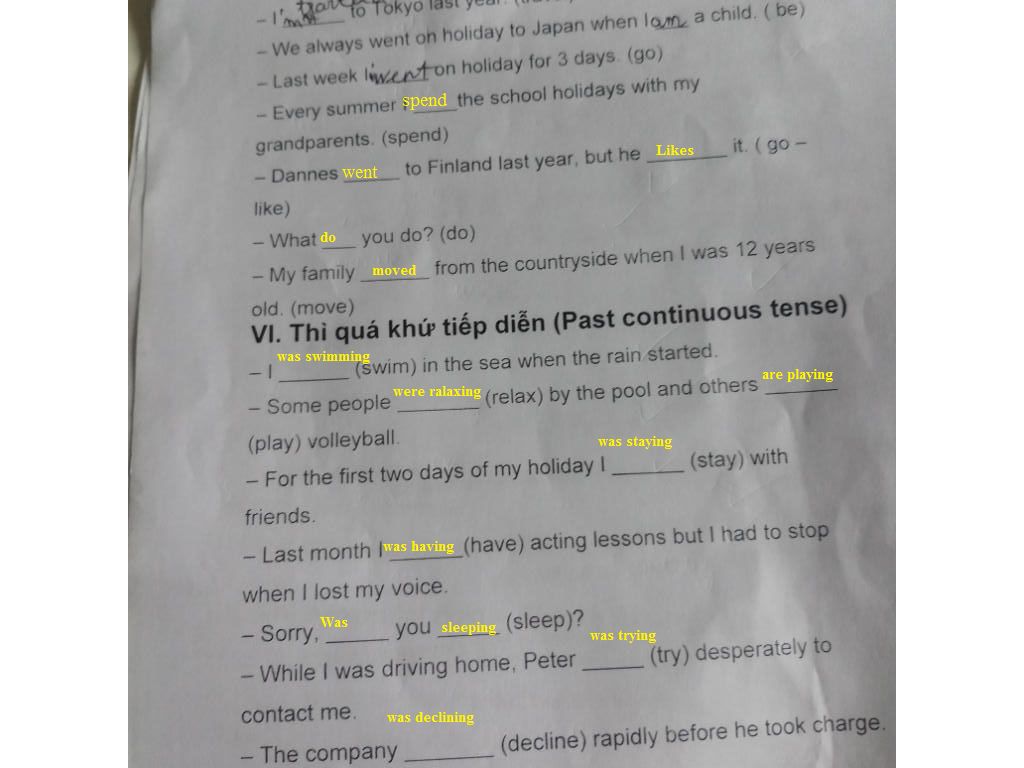 – I'm ____ to Tokyo last year.
– We always went on holiday to Japan when I am a child. ( be)
– Last week I went on holiday for 3 days. (go)
– Every summer I spend the school holidays with my
grandparents. (spend)
– Dannes went to Finland last year, but he Likes it. ( go –
like)
– What do you do? (do)
– My family moved from the countryside when I was 12 years
old. (move)
VI. Thì quá khứ tiếp diễn (Past continuous tense)
– I was swimming (swim) in the sea when the rain started.
– Some people were ralaxing (relax) by the pool and others are playing
(play) volleyball.
– For the first two days of my holiday I was staying (stay) with
friends.
– Last month I was having (have) acting lessons but I had to stop
when I lost my voice.
– Sorry, Was you sleeping (sleep)?
– While I was driving home, Peter was trying (try) desperately to
contact me.
– The company was declining (decline) rapidly before he took charge.